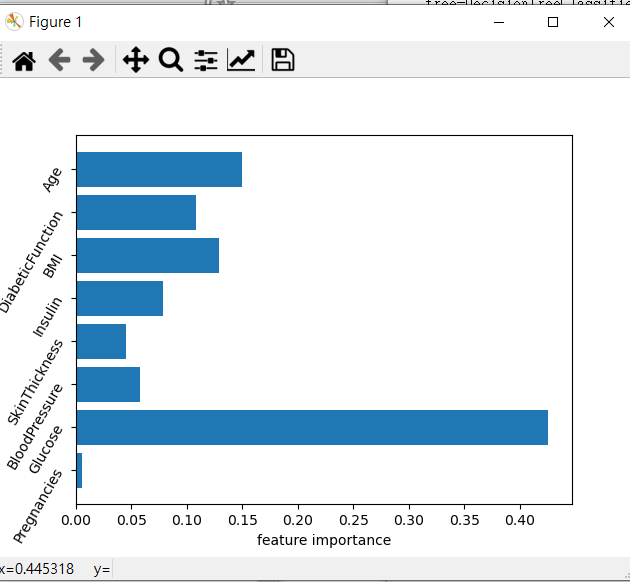 tree=DecisionTreeClassifie
Figure 1
Age
DiabeticFunction
BMI
Insulin
SkinThickness
BloodPressure
Glucose
Pregnancies
0.00 0.05 0.10 0.15 0.20 0.25 0.30 0.35 0.40
feature importance
x=0.445318 y=